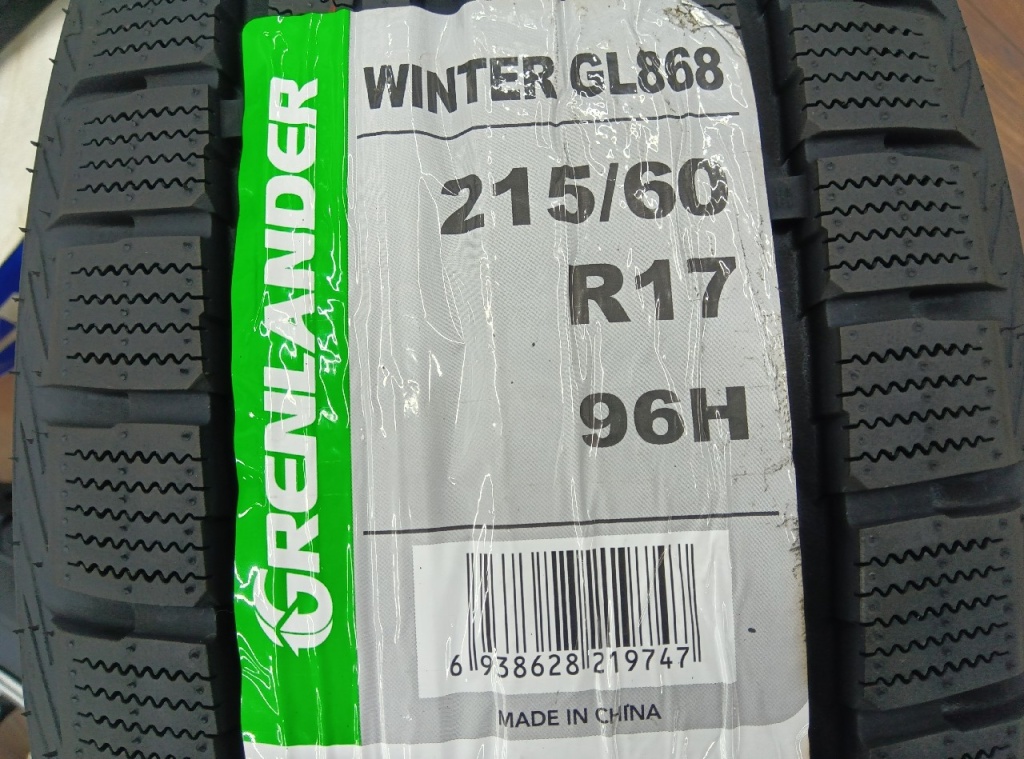 GRENLANDER
WINTER GL868
215/60
R17
96H
6 938628 219747
MADE IN CHINA